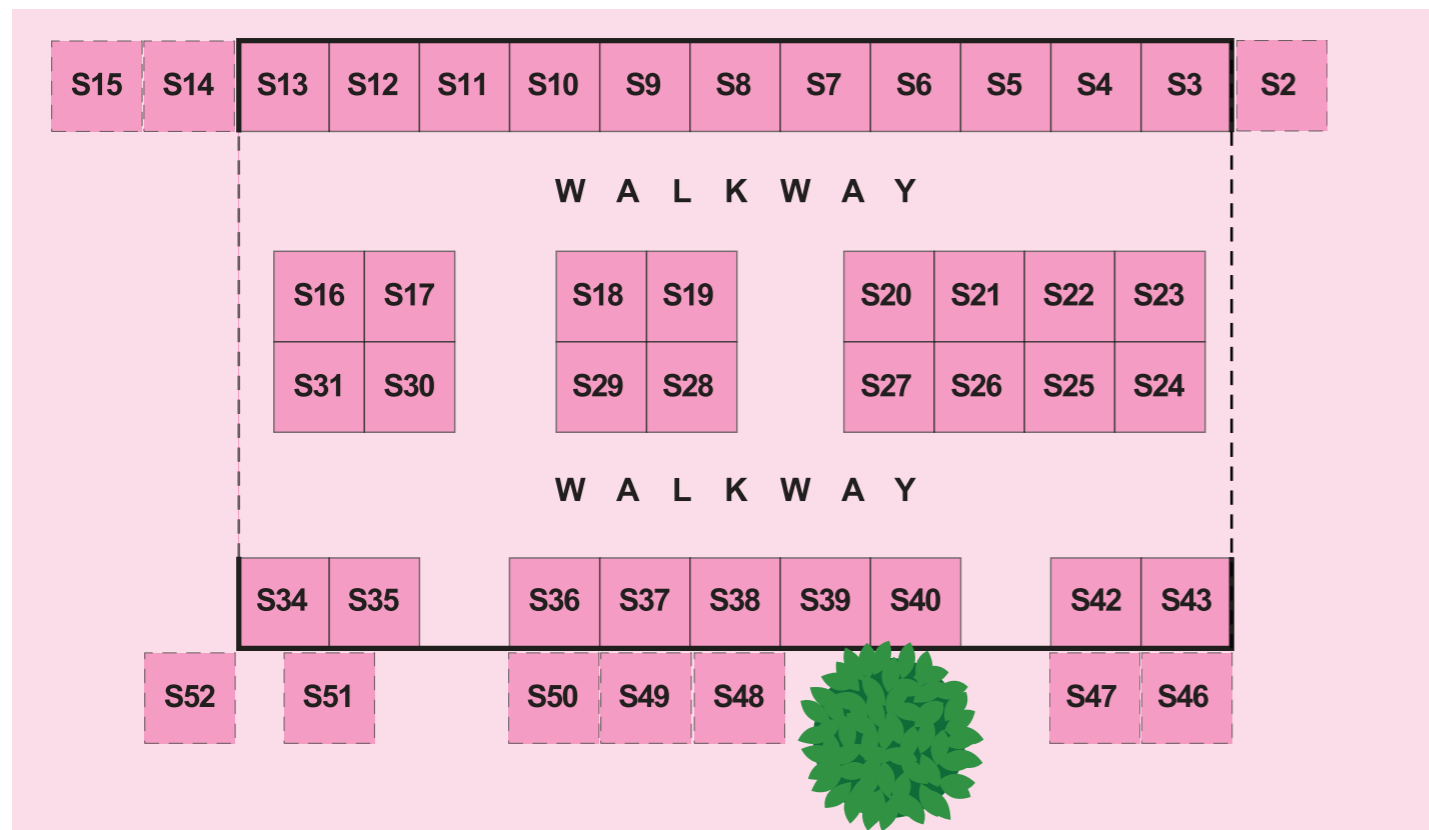 S15 S14 S13 S12 S11 S10 S9 S8 S7 S6 S5 S4 S3 S2
WALKWAY
S16 S17 S18 S19 S20 S21 S22 S23
S31 S30 S29 S28 S27 S26 S25 S24
WALKWAY
S34 S35 S36 S37 S38 S39 S40 S42 S43
S52 S51 S50 S49 S48 S47 S46